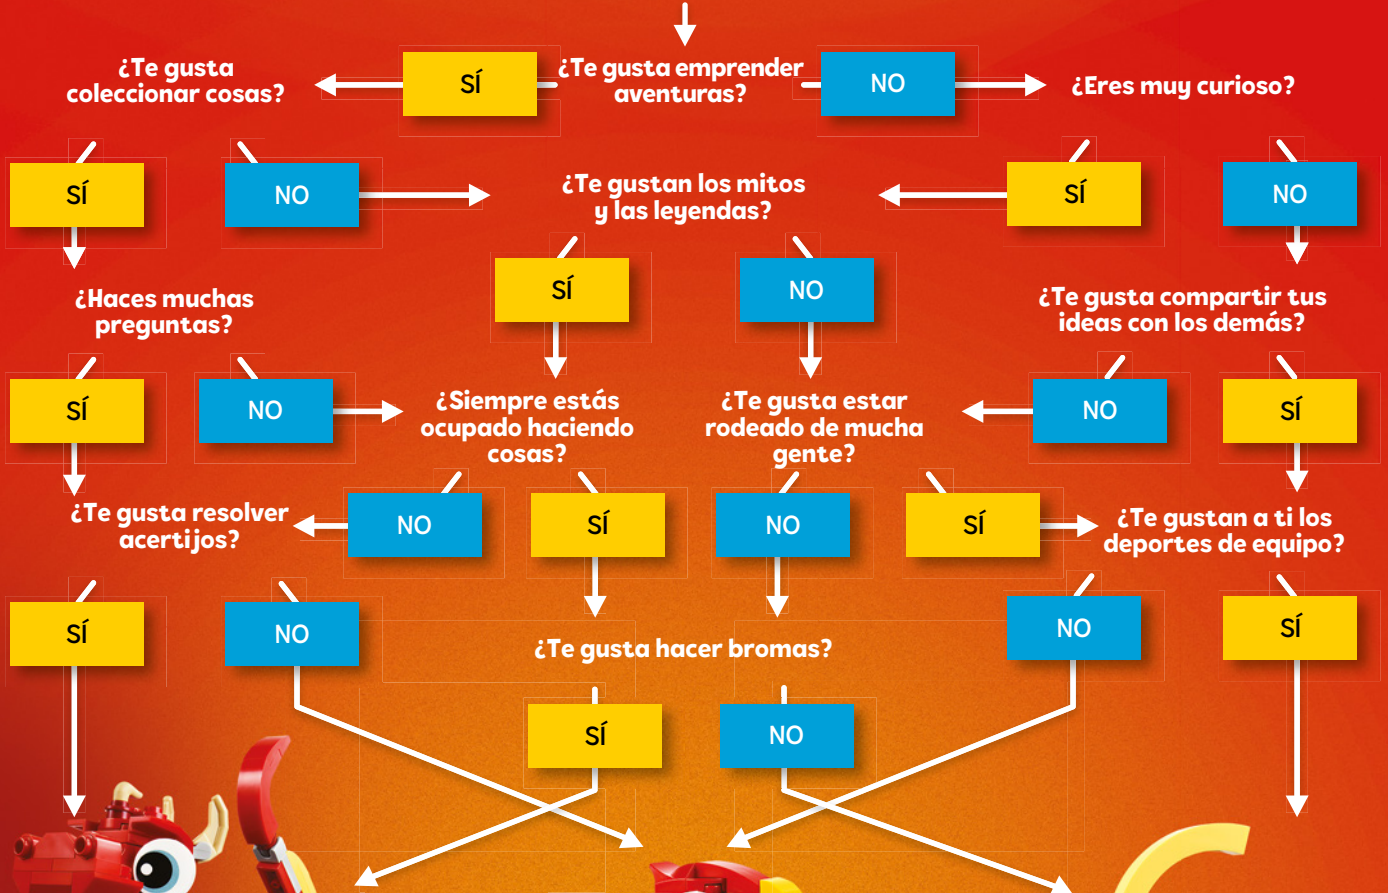 ¿Te gusta
coleccionar cosas?
SÍ
¿Te gusta emprender
aventuras?
NO
¿Eres muy curioso?
SÍ
NO
¿Te gustan los mitos
y las leyendas?
SÍ
NO
SÍ
NO
¿Haces muchas
preguntas?
¿Te gusta compartir tus
ideas con los demás?
SÍ
NO
¿Siempre estás
ocupado haciendo
cosas?
¿Te gusta estar
rodeado de mucha
gente?
NO
SÍ
¿Te gusta resolver
acertijos?
NO
SÍ
NO
SÍ
¿Te gustan a ti los
deportes de equipo?
SÍ
NO
¿Te gusta hacer bromas?
NO
SÍ
SÍ
NO